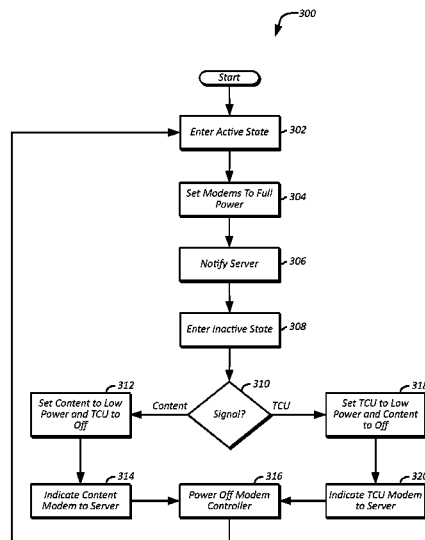 300
Start
Enter Active State
302
Set Modems To Full
Power
304
Notify Server
306
Enter Inactive State
308
310
Signal?
Content
TCU
312
Set Content to Low
Power and TCU to
Off
318
Set TCU to Low
Power and Content
to Off
314
Indicate Content
Modem to Server
316
Power Off Modem
Controller
320
Indicate TCU Modem
to Server